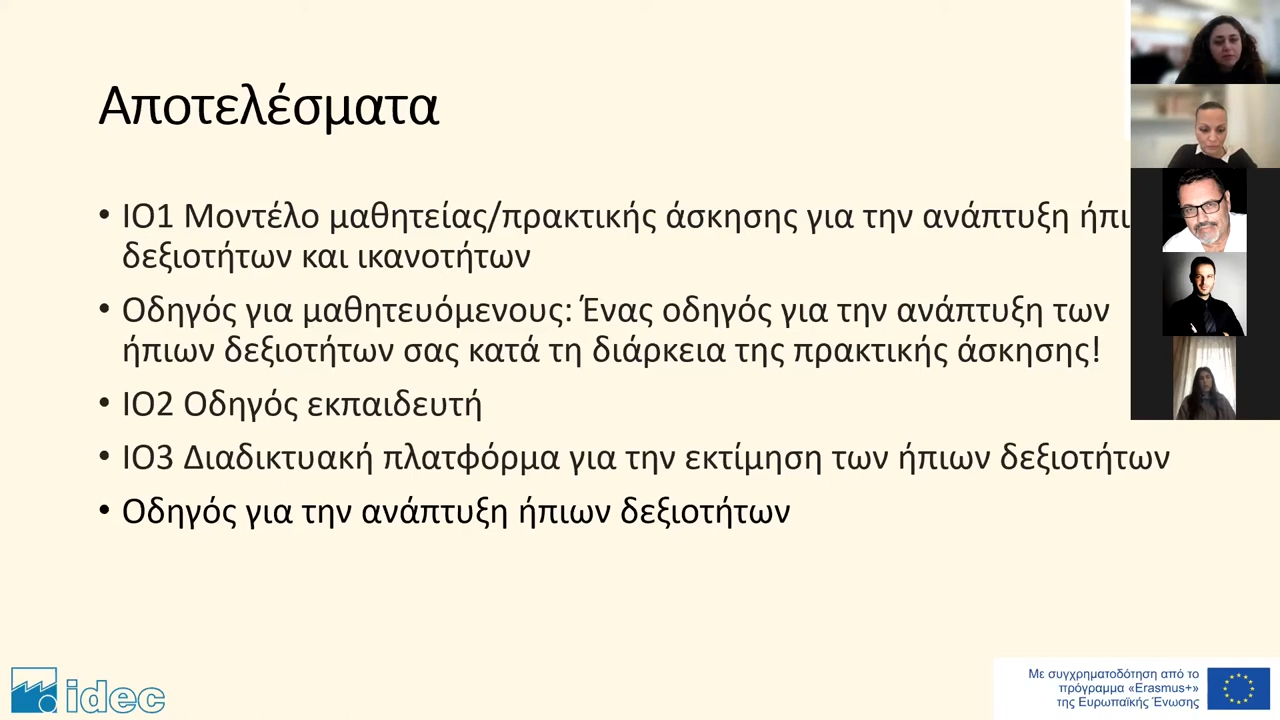 Αποτελέσματα
• IO1 Μοντέλο μαθητείας/πρακτικής άσκησης για την ανάπτυξη
δεξιοτήτων και ικανοτήτων
• Οδηγός για μαθητευόμενους: Ένας οδηγός για την ανάπτυξη των
ήπιων δεξιοτήτων σας κατά τη διάρκεια της πρακτικής άσκησης!
• IO2 Οδηγός εκπαιδευτή
• IO3 Διαδικτυακή πλατφόρμα για την εκτίμηση των ήπιων δεξιοτήτων
• Οδηγός για την ανάπτυξη ήπιων δεξιοτήτων
idec
Με συγχρηματοδότηση από το
πρόγραμμα «Erasmus+»
της Ευρωπαϊκής Ένωσης